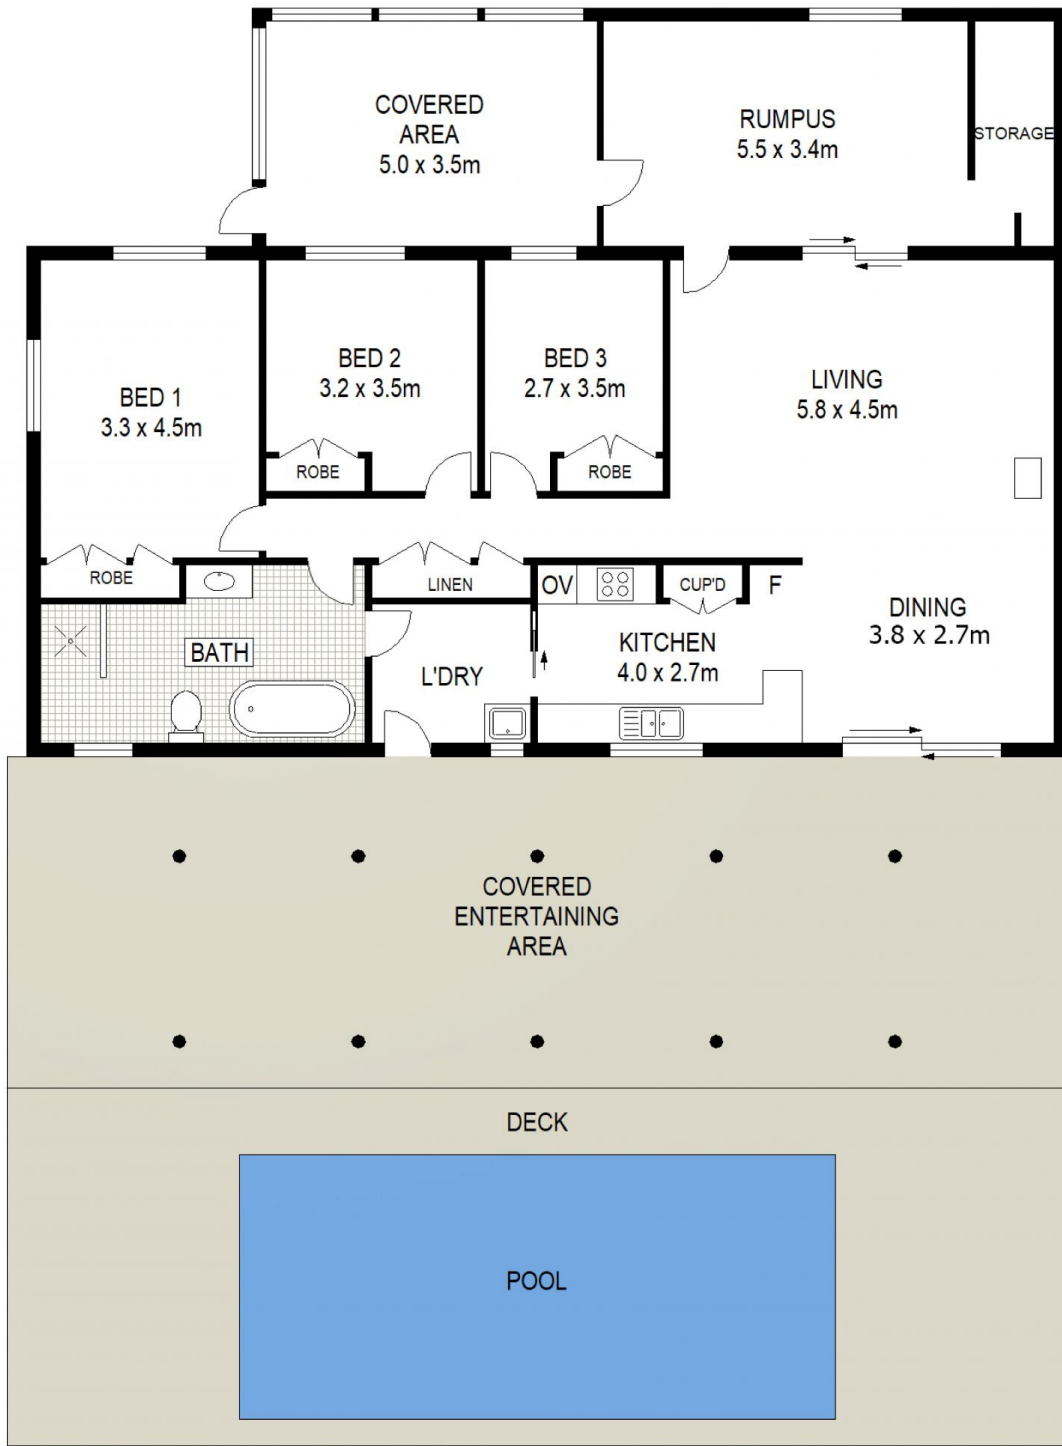 COVERED
AREA
5.0 x 3.5m
RUMPUS
5.5 x 3.4m
STORAGE
BED 1
3.3 x 4.5m
BED 2
3.2 x 3.5m
BED 3
2.7 x 3.5m
LIVING
5.8 x 4.5m
ROBE
ROBE
ROBE
LINEN
OV
CUP'D
F
BATH
L'DRY
KITCHEN
4.0 x 2.7m
DINING
3.8 x 2.7m
COVERED
ENTERTAINING
AREA
DECK
POOL